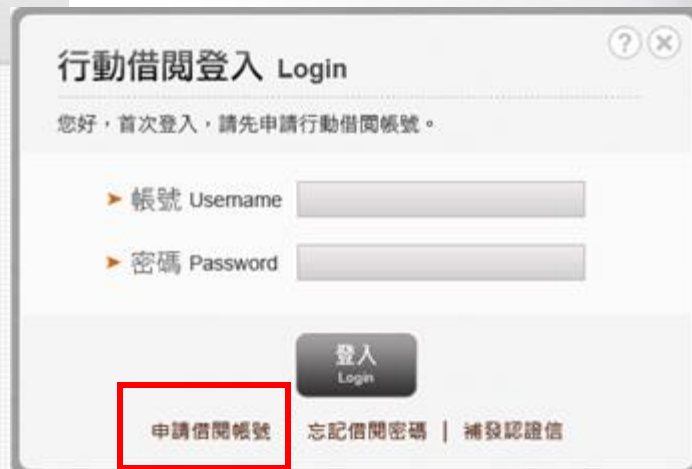 行動借閱登入 Login
您好，首次登入，請先申請行動借閱帳號。
帳號 Username
密碼 Password
登入
Login
申請借閱帳號 忘記借閱密碼 | 補發認證信